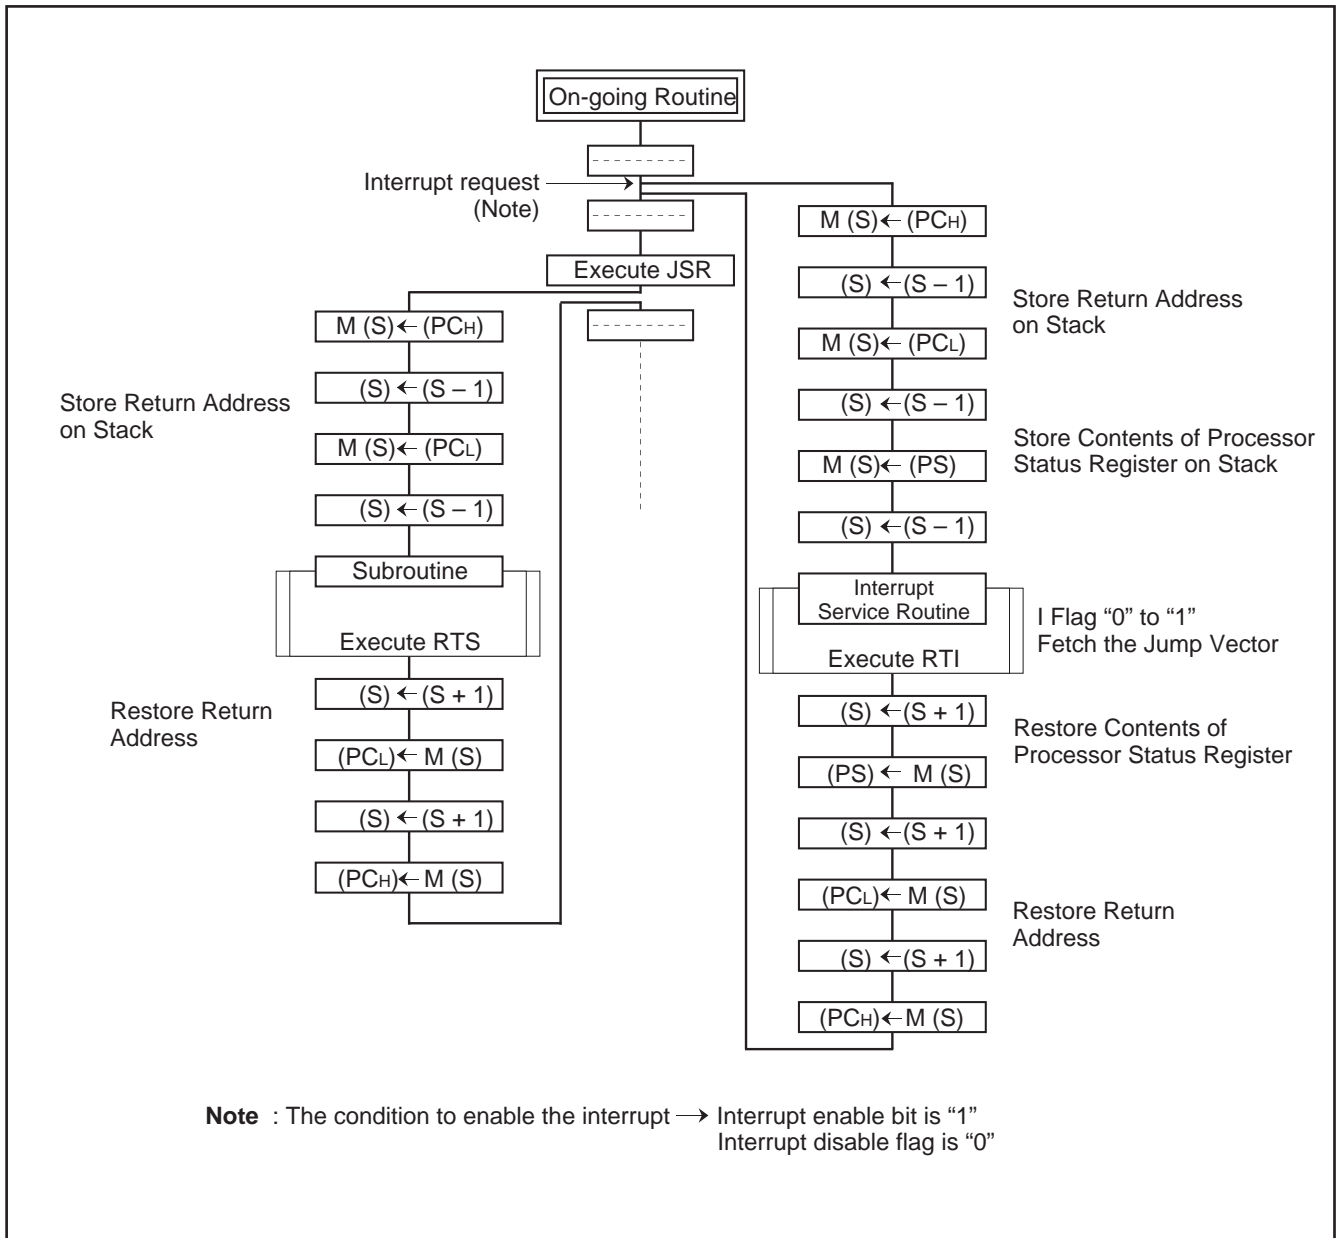 On-going Routine
Interrupt request
(Note)
Execute JSR
M (S) ← (PCH)
(S) ← (S – 1)
M (S) ← (PCL)
(S) ← (S – 1)
Store Return Address
on Stack
Subroutine
Execute RTS
(S) ← (S + 1)
(PCL) ← M (S)
(S) ← (S + 1)
(PCH) ← M (S)
Restore Return
Address
M (S) ← (PCH)
(S) ← (S – 1)
M (S) ← (PCL)
(S) ← (S – 1)
M (S) ← (PS)
(S) ← (S – 1)
Store Return Address
on Stack
Store Contents of Processor
Status Register on Stack
Interrupt
Service Routine
Execute RTI
I Flag “0” to “1”
Fetch the Jump Vector
(S) ← (S + 1)
(PS) ← M (S)
(S) ← (S + 1)
(PCL) ← M (S)
(S) ← (S + 1)
(PCH) ← M (S)
Restore Contents of
Processor Status Register
Restore Return
Address
Note : The condition to enable the interrupt → Interrupt enable bit is “1”
Interrupt disable flag is “0”